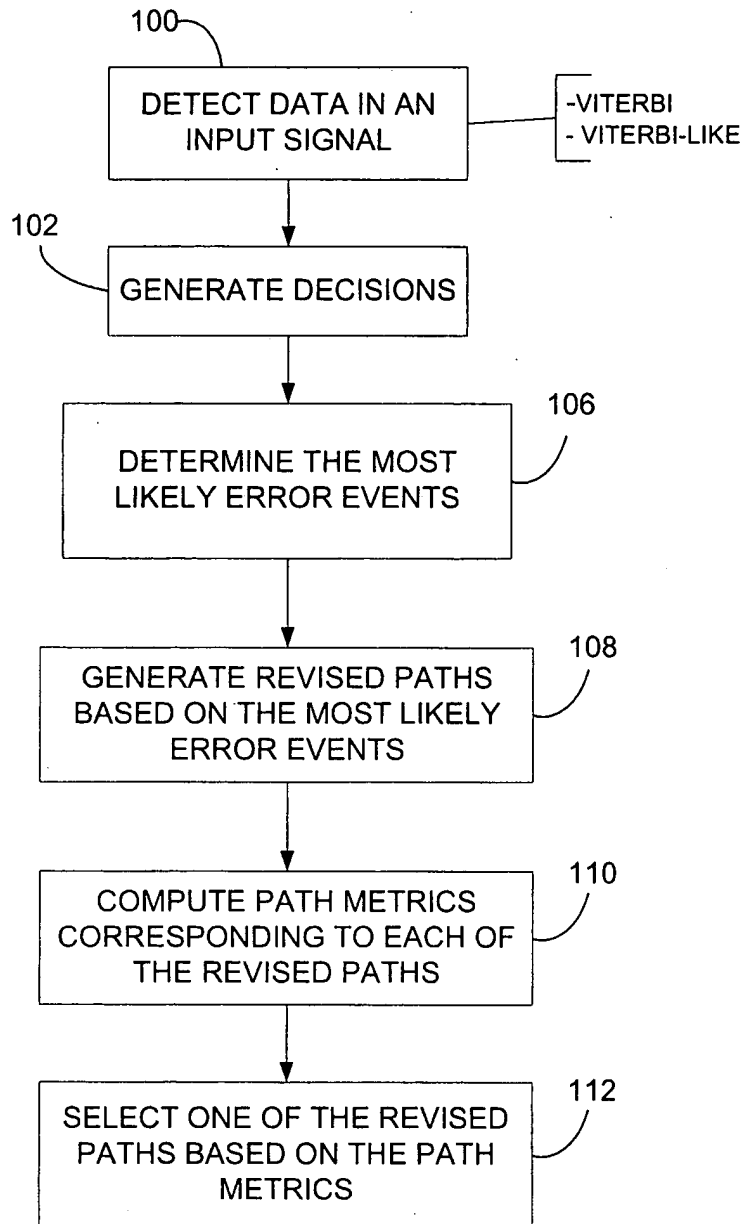 100
DETECT DATA IN AN
INPUT SIGNAL
-VITERBI
- VITERBI-LIKE
102
GENERATE DECISIONS
106
DETERMINE THE MOST
LIKELY ERROR EVENTS
108
GENERATE REVISED PATHS
BASED ON THE MOST LIKELY
ERROR EVENTS
110
COMPUTE PATH METRICS
CORRESPONDING TO EACH OF
THE REVISED PATHS
112
SELECT ONE OF THE REVISED
PATHS BASED ON THE PATH
METRICS